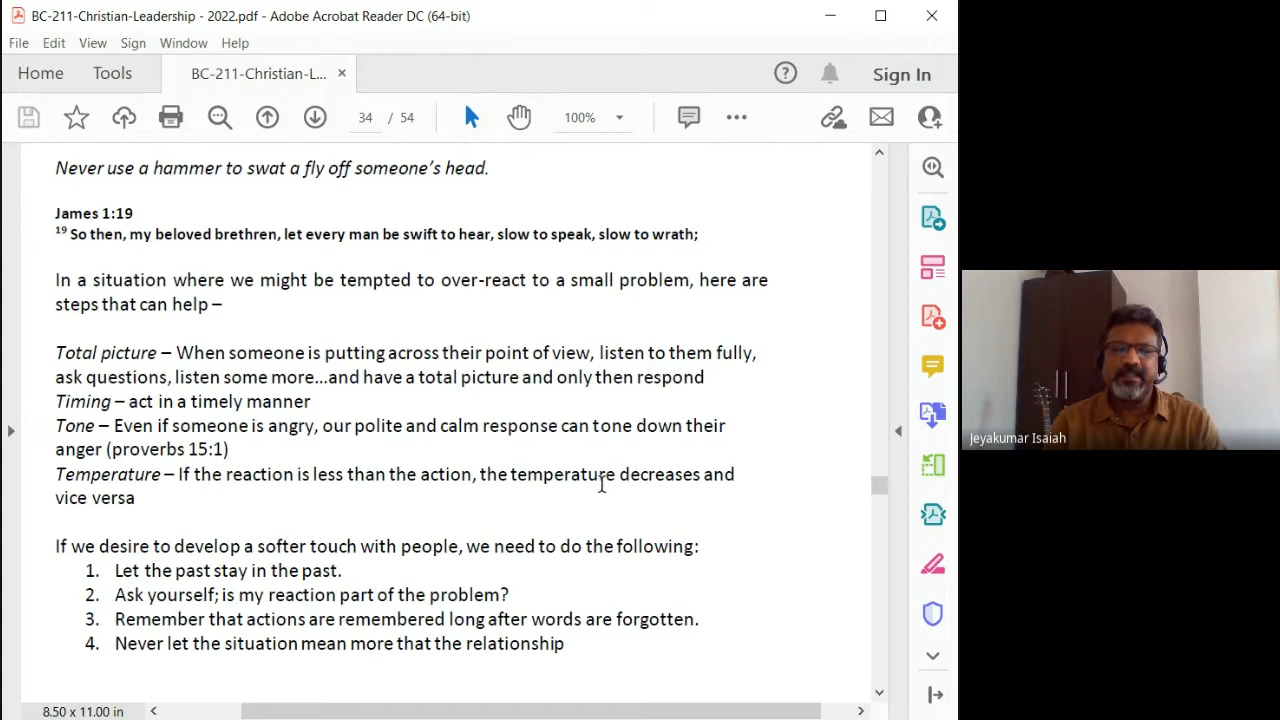 BC-211-Christian-Leadership - 2022.pdf - Adobe Acrobat Reader DC (64-bit)
File Edit View Sign Window Help
Home Tools BC-211-Christian-L... × Sign In
34 / 54 100%
Never use a hammer to swat a fly off someone's head.
James 1:19
19 So then, my beloved brethren, let every man be swift to hear, slow to speak, slow to wrath;
In a situation where we might be tempted to over-react to a small problem, here are
steps that can help –
Total picture – When someone is putting across their point of view, listen to them fully,
ask questions, listen some more...and have a total picture and only then respond
Timing – act in a timely manner
Tone – Even if someone is angry, our polite and calm response can tone down their
anger (proverbs 15:1)
Temperature – If the reaction is less than the action, the temperature decreases and
vice versa
If we desire to develop a softer touch with people, we need to do the following:
1. Let the past stay in the past.
2. Ask yourself; is my reaction part of the problem?
3. Remember that actions are remembered long after words are forgotten.
4. Never let the situation mean more that the relationship
8.50 x 11.00 in
Jeyakumar Isaiah